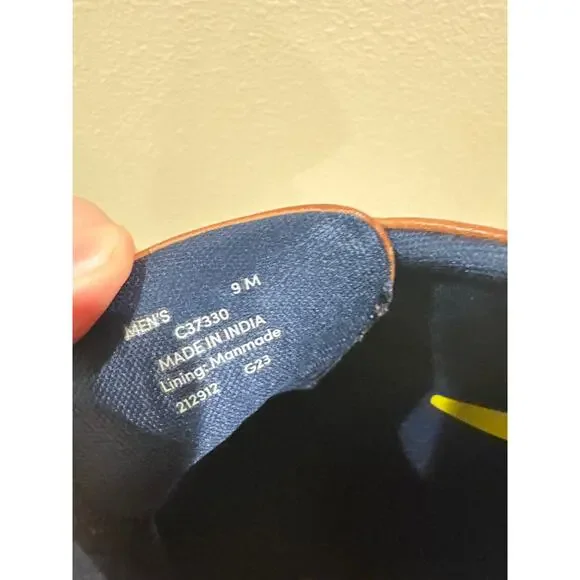 MEN'S 9 M
C37330
MADE IN INDIA
Lining-Manmade
212912 G23